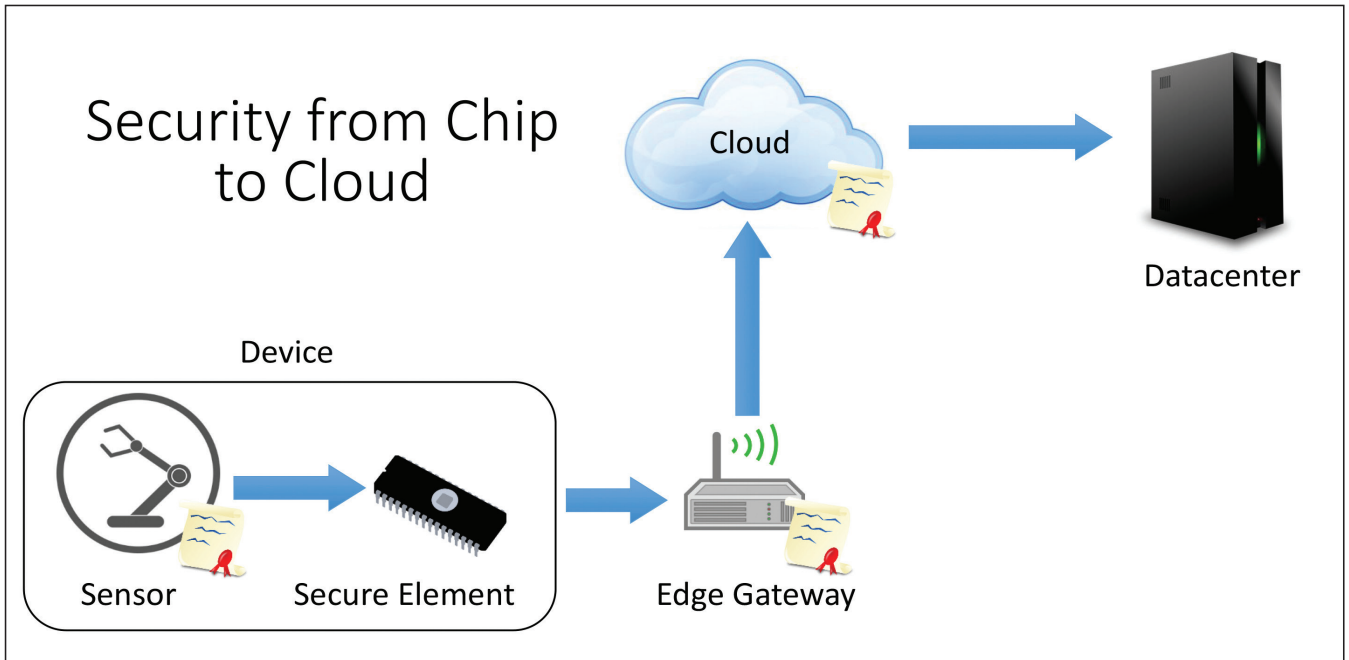 Security from Chip
to Cloud
Cloud
Datacenter
Device
Sensor
Secure Element
Edge Gateway